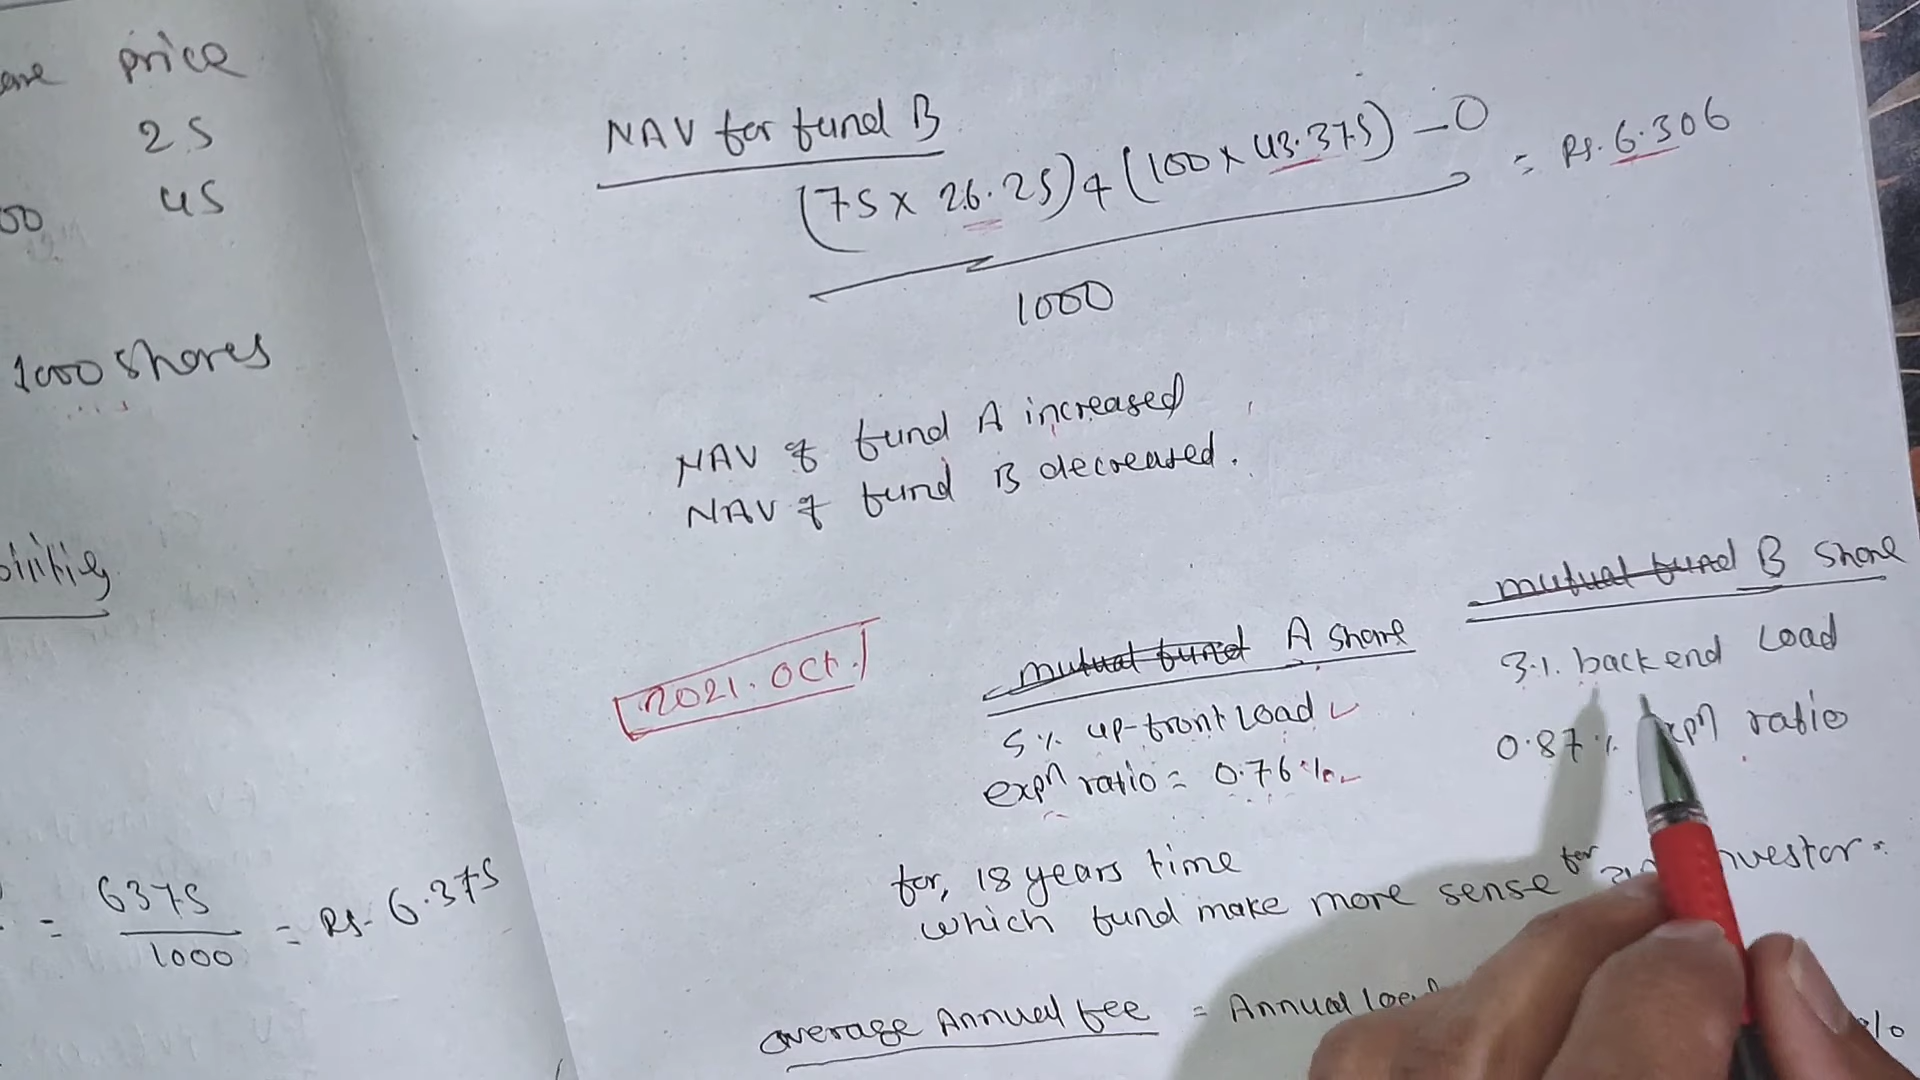 price
25
00 45
1000 shares
= 6375 / 1000 = Rs. 6.375
NAV for fund B
(75 x 26.25) + (100 x 43.375) - 0 = Rs. 6.306
1000
NAV of fund A increased
NAV of fund B decreased.
2021. Oct.
mutual fund A share
5% up-front Load
expn ratio = 0.76%
mutual fund B share
3%. backend Load
0.87%. expn ratio
for, 18 years time
which fund make more sense for investor
average Annual fee = Annual